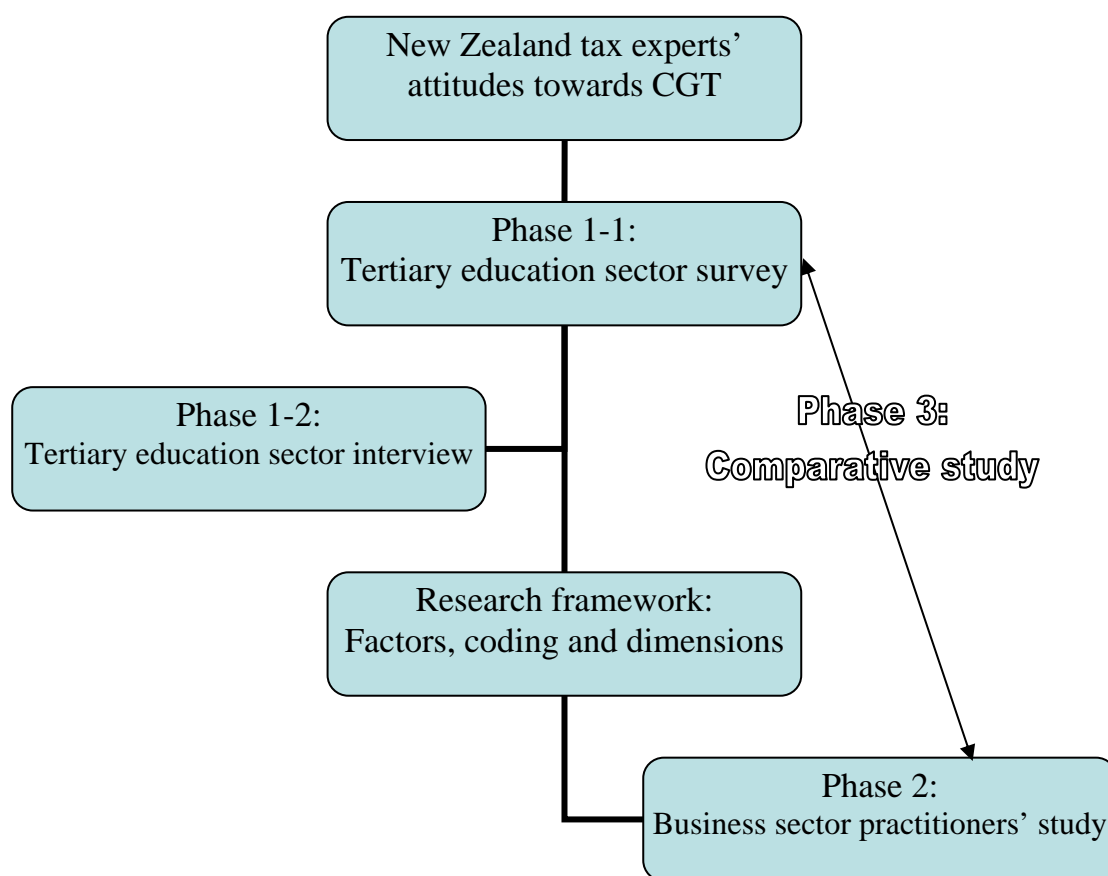 New Zealand tax experts’
attitudes towards CGT
Phase 1-1:
Tertiary education sector survey
Phase 1-2:
Tertiary education sector interview
Phase 3:
Comparative study
Research framework:
Factors, coding and dimensions
Phase 2:
Business sector practitioners’ study